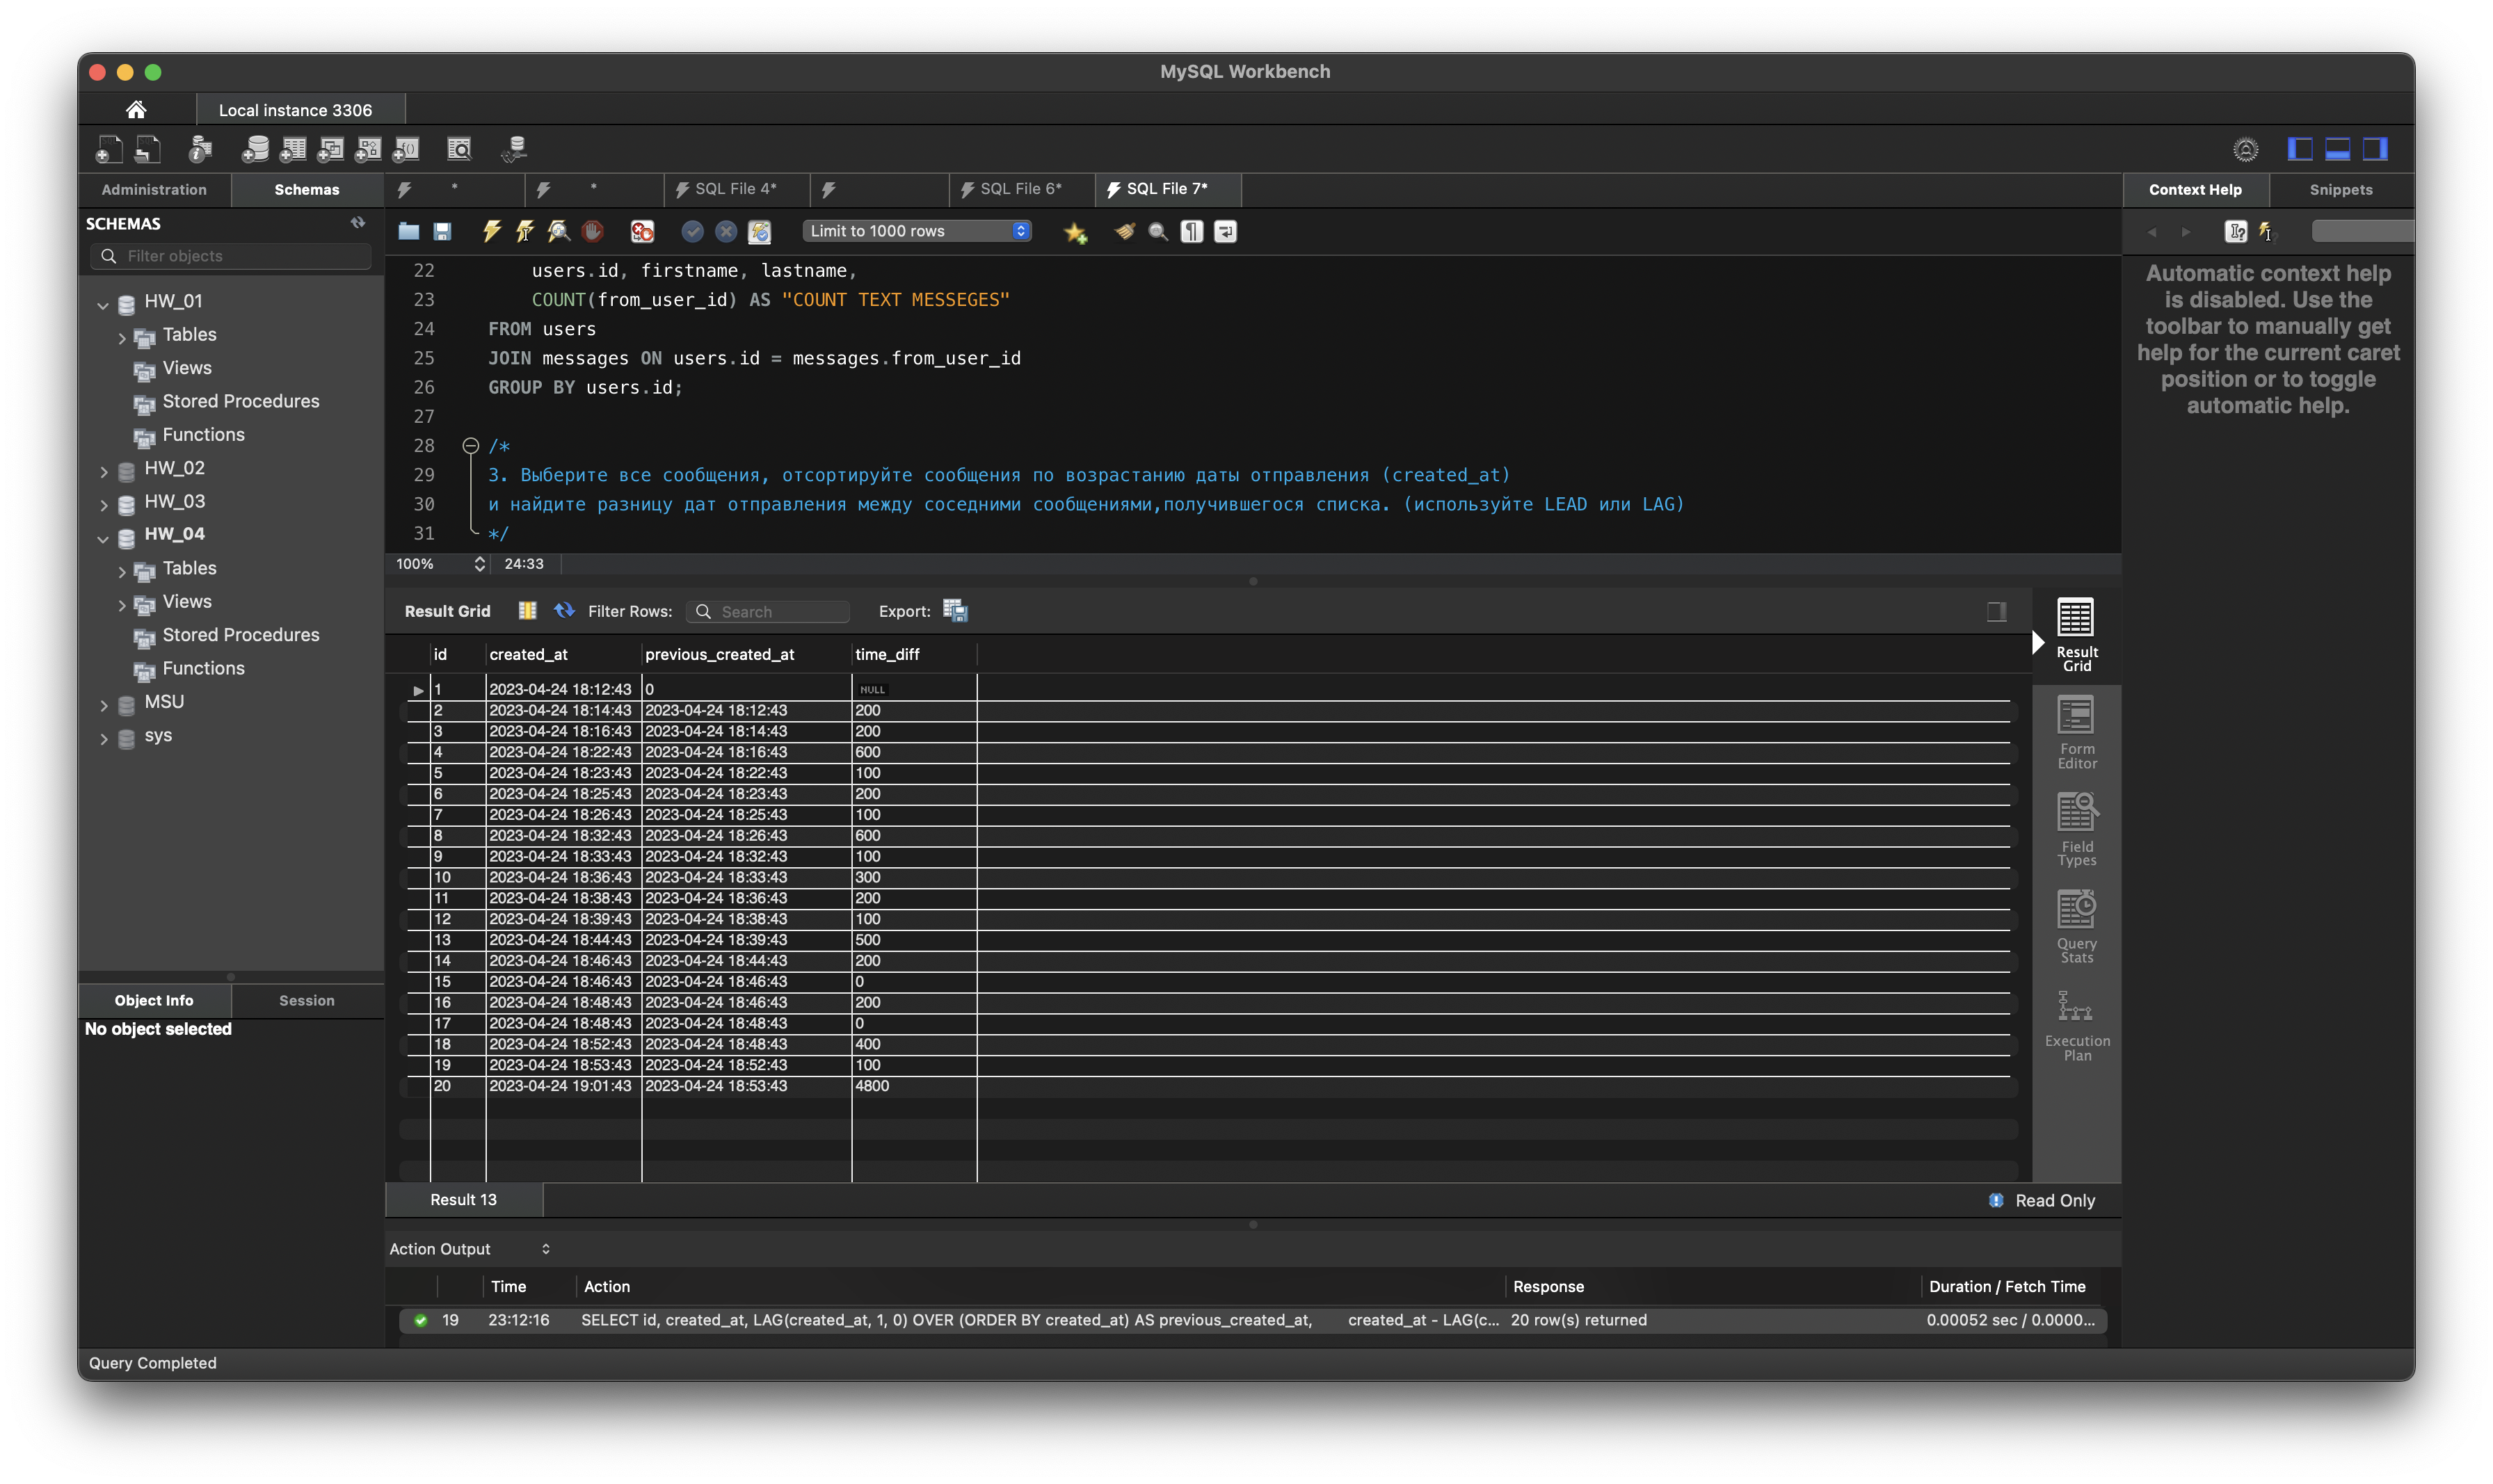 MySQL Workbench
Local instance 3306
Administration Schemas
* * SQL File 4* SQL File 6* SQL File 7*
Context Help Snippets
SCHEMAS
Filter objects
HW_01
Tables
Views
Stored Procedures
Functions
HW_02
HW_03
HW_04
Tables
Views
Stored Procedures
Functions
MSU
sys
Object Info Session
No object selected
Limit to 1000 rows
22 users.id, firstname, lastname,
23 COUNT(from_user_id) AS "COUNT TEXT MESSEGES"
24 FROM users
25 JOIN messages ON users.id = messages.from_user_id
26 GROUP BY users.id;
27
28 /*
29 3. Выберите все сообщения, отсортируйте сообщения по возрастанию даты отправления (created_at)
30 и найдите разницу дат отправления между соседними сообщениями,получившегося списка. (используйте LEAD или LAG)
31 */
100% 24:33
Result Grid Filter Rows: Search Export:
id created_at previous_created_at time_diff
1 2023-04-24 18:12:43 0 NULL
2 2023-04-24 18:14:43 2023-04-24 18:12:43 200
3 2023-04-24 18:16:43 2023-04-24 18:14:43 200
4 2023-04-24 18:22:43 2023-04-24 18:16:43 600
5 2023-04-24 18:23:43 2023-04-24 18:22:43 100
6 2023-04-24 18:25:43 2023-04-24 18:23:43 200
7 2023-04-24 18:26:43 2023-04-24 18:25:43 100
8 2023-04-24 18:32:43 2023-04-24 18:26:43 600
9 2023-04-24 18:33:43 2023-04-24 18:32:43 100
10 2023-04-24 18:36:43 2023-04-24 18:33:43 300
11 2023-04-24 18:38:43 2023-04-24 18:36:43 200
12 2023-04-24 18:39:43 2023-04-24 18:38:43 100
13 2023-04-24 18:44:43 2023-04-24 18:39:43 500
14 2023-04-24 18:46:43 2023-04-24 18:44:43 200
15 2023-04-24 18:46:43 2023-04-24 18:46:43 0
16 2023-04-24 18:48:43 2023-04-24 18:46:43 200
17 2023-04-24 18:48:43 2023-04-24 18:48:43 0
18 2023-04-24 18:52:43 2023-04-24 18:48:43 400
19 2023-04-24 18:53:43 2023-04-24 18:52:43 100
20 2023-04-24 19:01:43 2023-04-24 18:53:43 4800
Result
Grid
Form
Editor
Field
Types
Query
Stats
Execution
Plan
Result 13 Read Only
Action Output
Time Action Response Duration / Fetch Time
19 23:12:16 SELECT id, created_at, LAG(created_at, 1, 0) OVER (ORDER BY created_at) AS previous_created_at, created_at - LAG(c... 20 row(s) returned 0.00052 sec / 0.0000...
Automatic context help
is disabled. Use the
toolbar to manually get
help for the current caret
position or to toggle
automatic help.
Query Completed